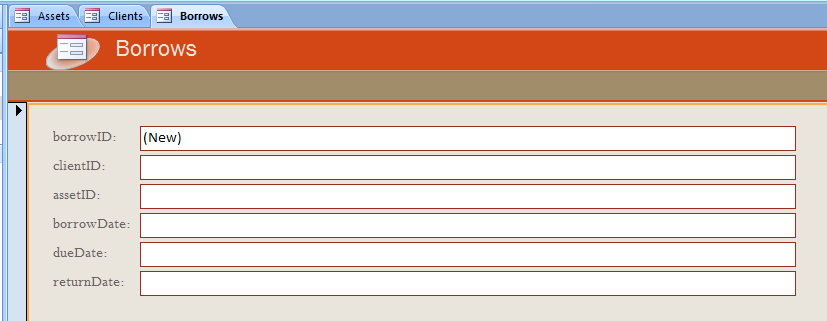 Assets Clients Borrows
Borrows
borrowID: (New)
clientID:
assetID:
borrowDate:
dueDate:
returnDate: